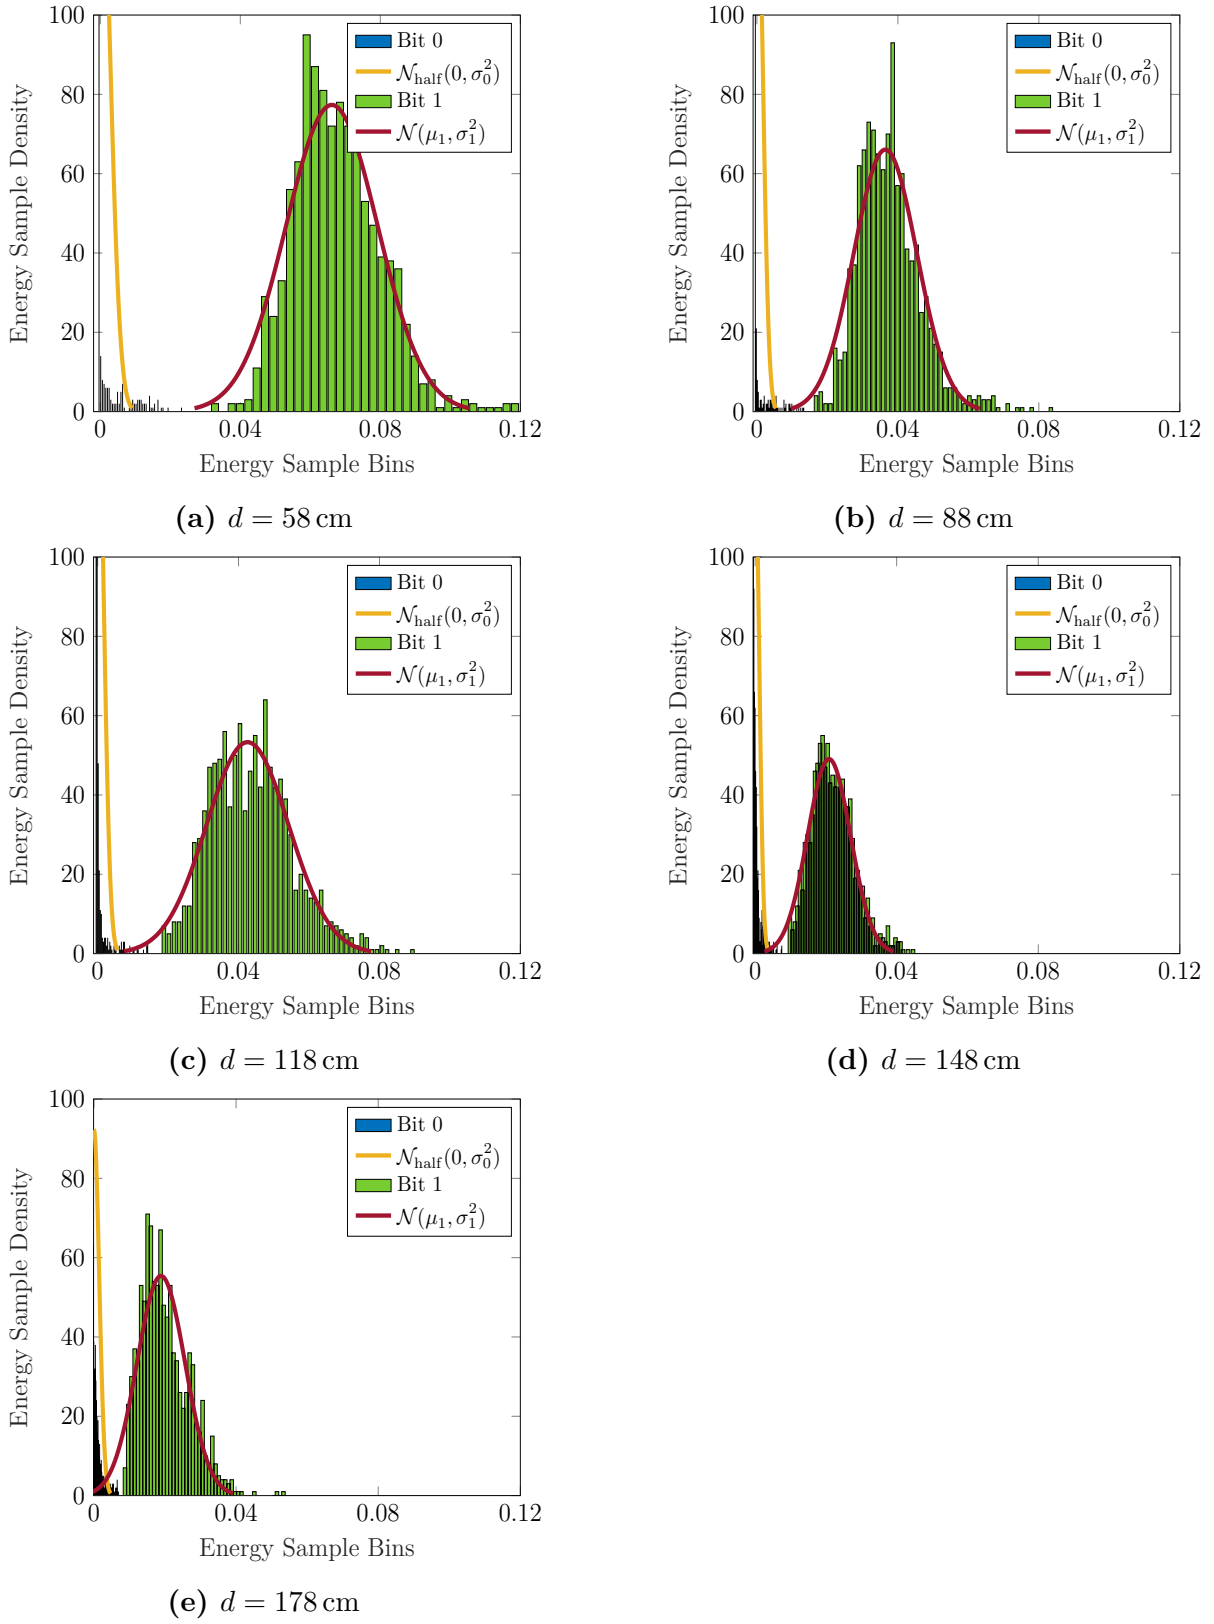 100
80
60
40
20
0
Energy Sample Density
Bit 0
𝒩half(0, σ₀²)
Bit 1
𝒩(μ₁, σ₁²)
0 0.04 0.08 0.12
Energy Sample Bins
(a) d = 58 cm
100
80
60
40
20
0
Energy Sample Density
Bit 0
𝒩half(0, σ₀²)
Bit 1
𝒩(μ₁, σ₁²)
0 0.04 0.08 0.12
Energy Sample Bins
(b) d = 88 cm
100
80
60
40
20
0
Energy Sample Density
Bit 0
𝒩half(0, σ₀²)
Bit 1
𝒩(μ₁, σ₁²)
0 0.04 0.08 0.12
Energy Sample Bins
(c) d = 118 cm
100
80
60
40
20
0
Energy Sample Density
Bit 0
𝒩half(0, σ₀²)
Bit 1
𝒩(μ₁, σ₁²)
0 0.04 0.08 0.12
Energy Sample Bins
(d) d = 148 cm
100
80
60
40
20
0
Energy Sample Density
Bit 0
𝒩half(0, σ₀²)
Bit 1
𝒩(μ₁, σ₁²)
0 0.04 0.08 0.12
Energy Sample Bins
(e) d = 178 cm